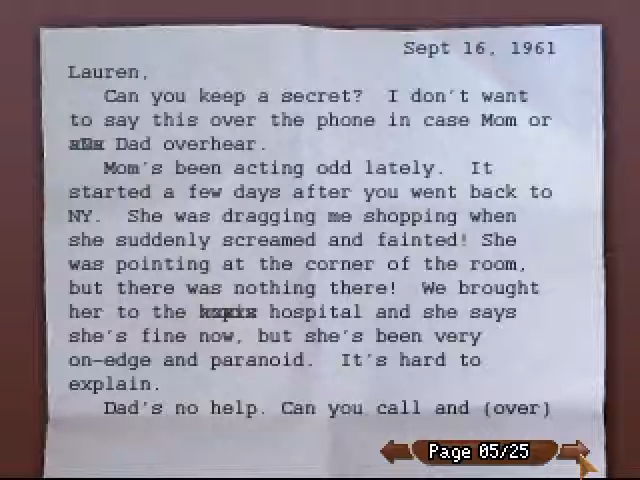 Sept 16, 1961
Lauren,
Can you keep a secret? I don't want
to say this over the phone in case Mom or
Dad overhear.
Mom's been acting odd lately. It
started a few days after you went back to
NY. She was dragging me shopping when
she suddenly screamed and fainted! She
was pointing at the corner of the room,
but there was nothing there! We brought
her to the hospital and she says
she's fine now, but she's been very
on-edge and paranoid. It's hard to
explain.
Dad's no help. Can you call and (over)
Page 05/25